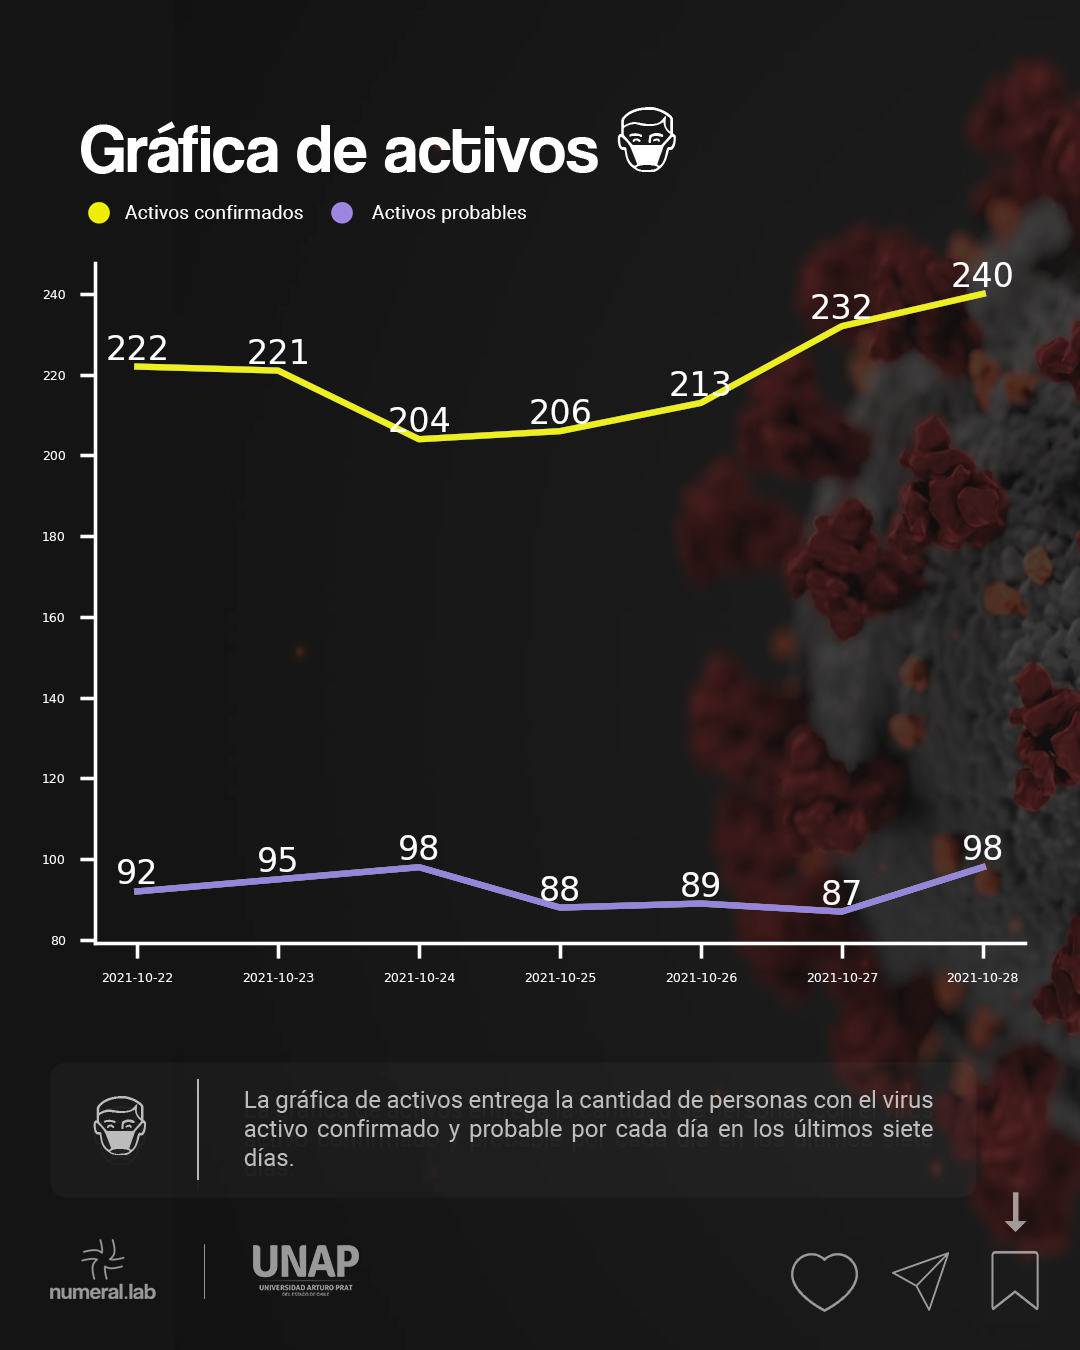 Gráfica de activos
Activos confirmados Activos probables
240
220
200
180
160
140
120
100
80
222 221 204 206 213 232 240
92 95 98 88 89 87 98
2021-10-22 2021-10-23 2021-10-24 2021-10-25 2021-10-26 2021-10-27 2021-10-28
La gráfica de activos entrega la cantidad de personas con el virus
activo confirmado y probable por cada día en los últimos siete
días.
numeral.lab
UNAP
UNIVERSIDAD ARTURO PRAT
DEL ESTADO DE CHILE